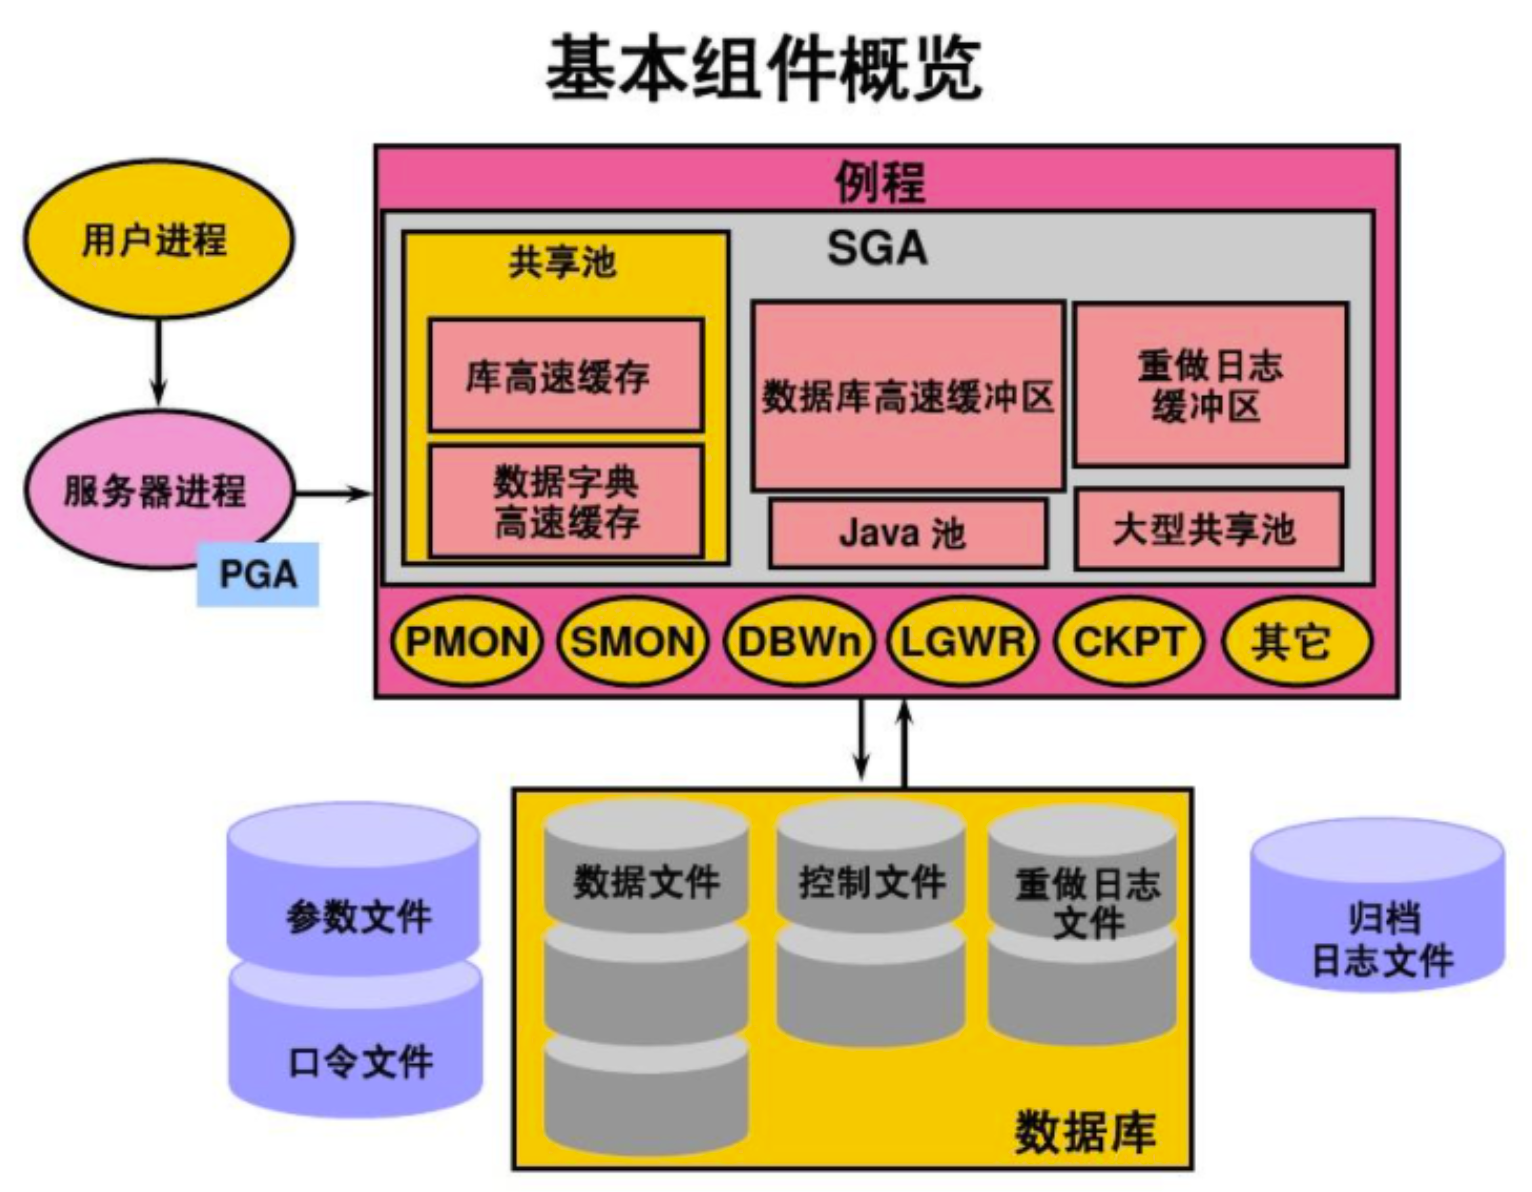 基本组件概览
用户进程
服务器进程
PGA
例程
SGA
共享池
库高速缓存
数据字典
高速缓存
数据库高速缓冲区
重做日志
缓冲区
Java 池
大型共享池
PMON
SMON
DBWn
LGWR
CKPT
其它
参数文件
口令文件
数据文件
控制文件
重做日志
文件
数据库
归档
日志文件